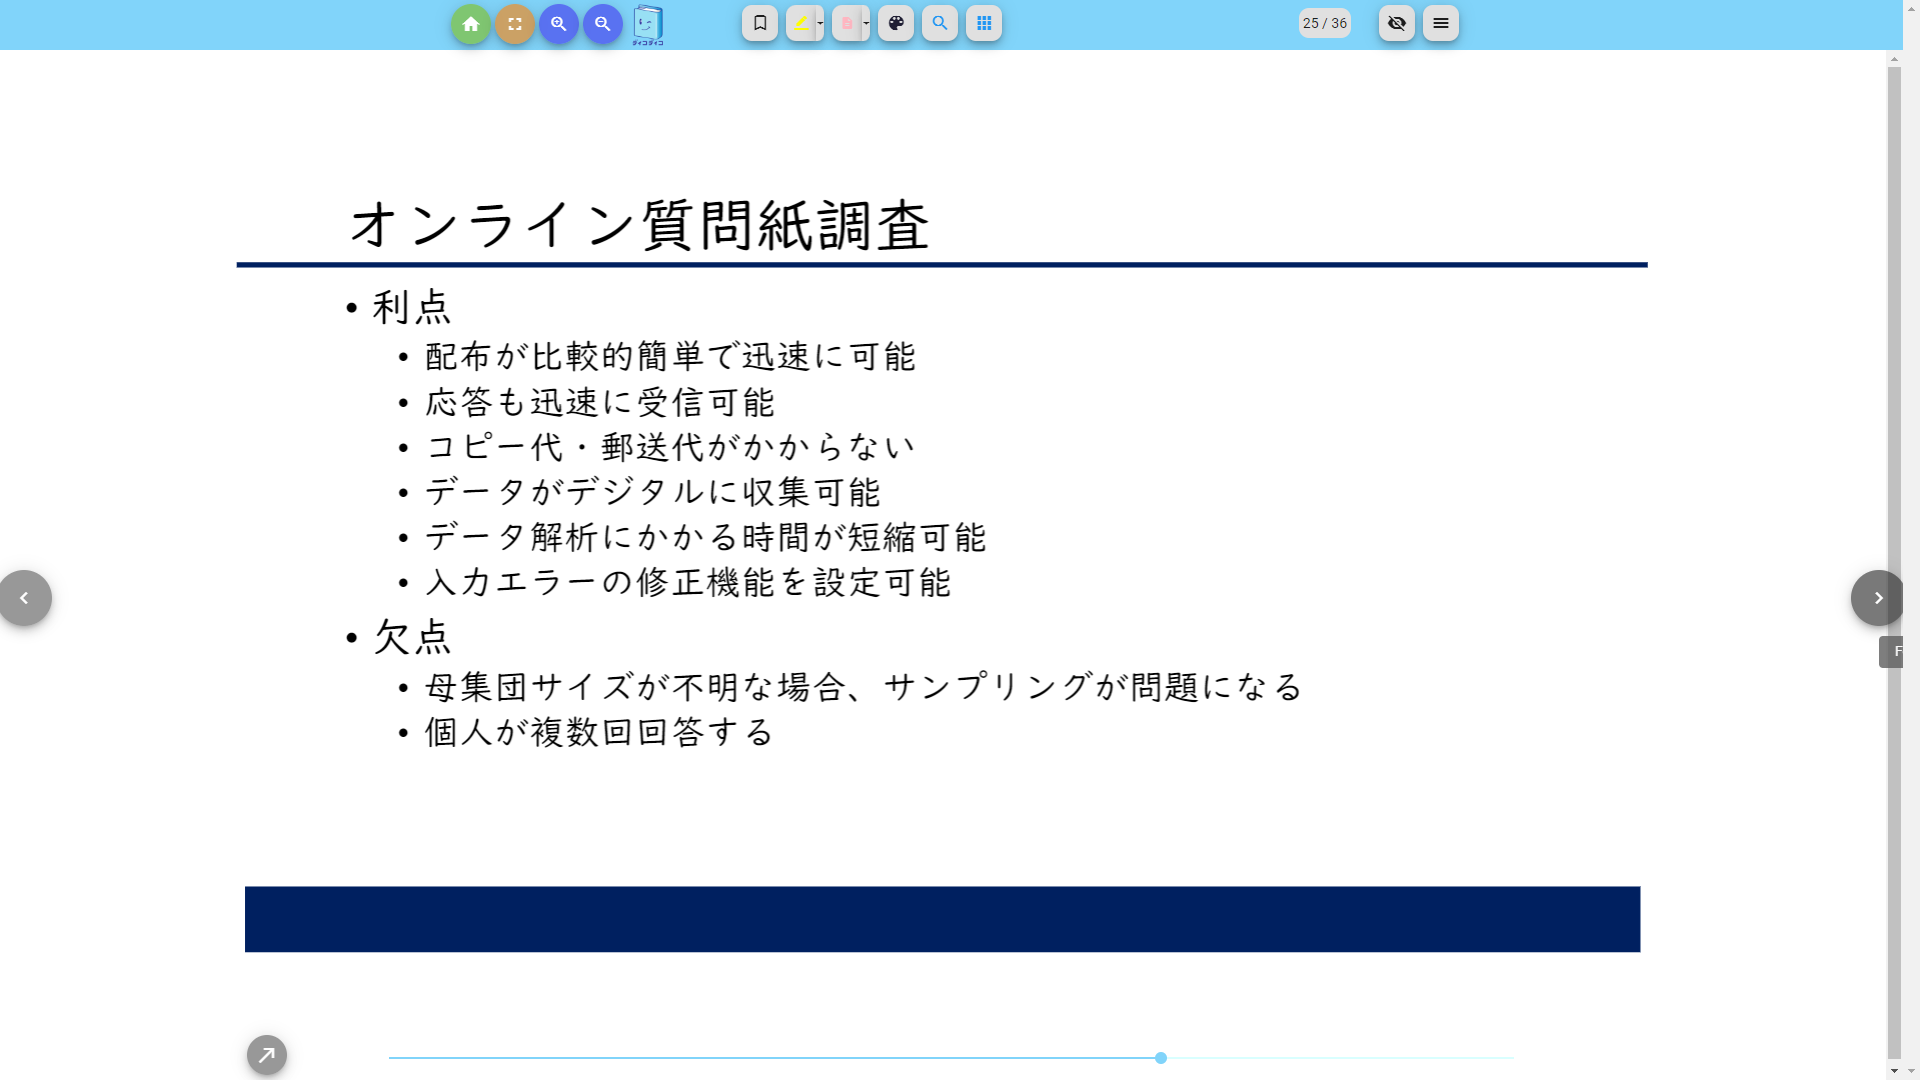 ダイコダイコ
25 / 36
オンライン質問紙調査
• 利点
• 配布が比較的簡単で迅速に可能
• 応答も迅速に受信可能
• コピー代・郵送代がかからない
• データがデジタルに収集可能
• データ解析にかかる時間が短縮可能
• 入力エラーの修正機能を設定可能
• 欠点
• 母集団サイズが不明な場合、サンプリングが問題になる
• 個人が複数回回答する
F